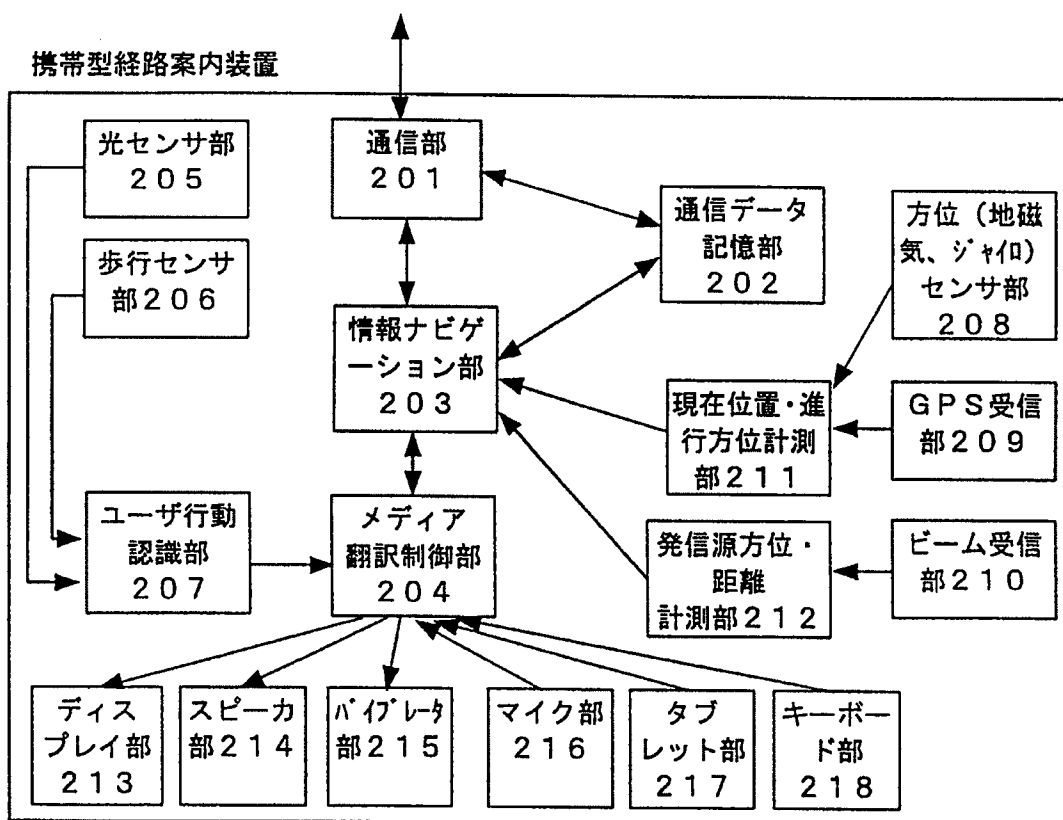 携帯型経路案内装置
光センサ部
205
通信部
201
通信データ
記憶部
202
方位（地磁
気、ジャイロ）
センサ部
208
歩行センサ
部206
情報ナビゲ
ーション部
203
現在位置・進
行方位計測
部211
GPS受信
部209
ユーザ行動
認識部
207
メディア
翻訳制御部
204
発信源方位・
距離
計測部212
ビーム受信
部210
ディス
プレイ部
213
スピーカ
部214
バイブレータ
部215
マイク部
216
タブ
レット部
217
キーボー
ド部
218